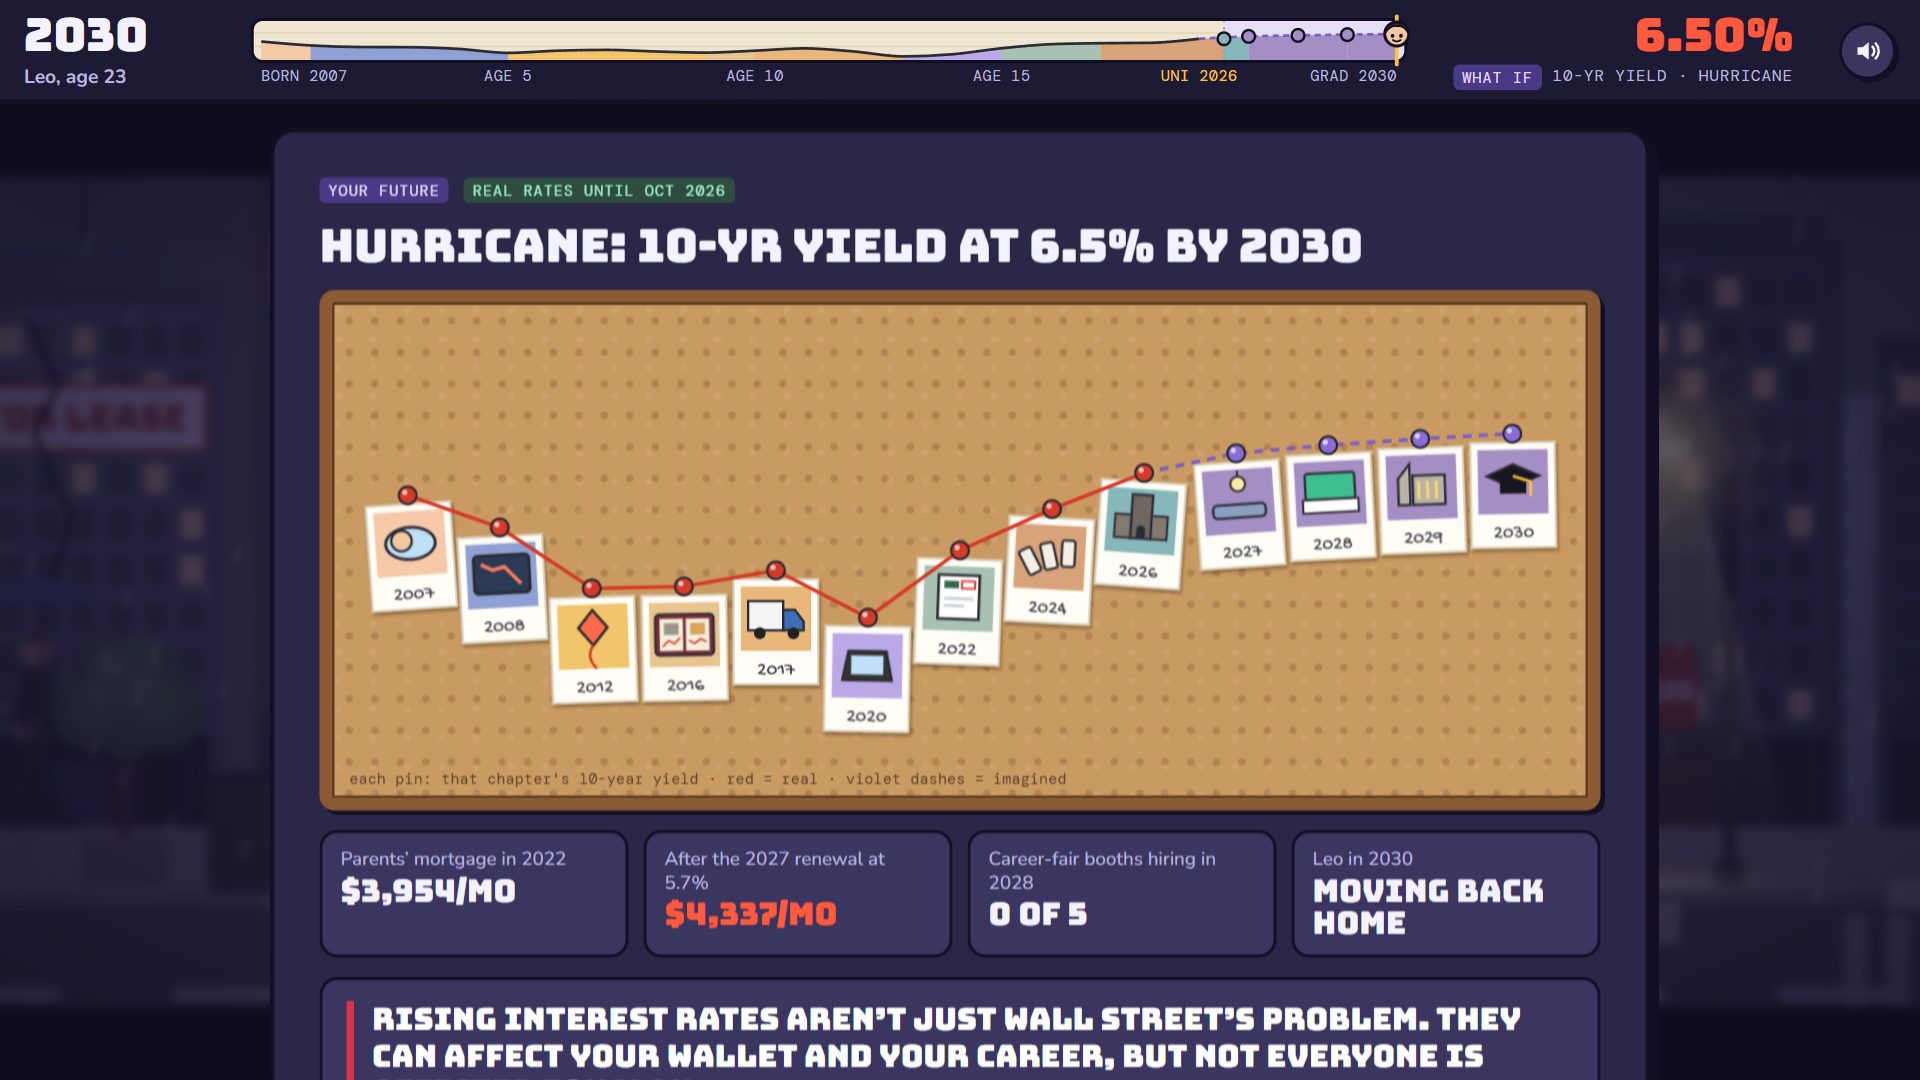 2030
Leo, age 23
BORN 2007
AGE 5
AGE 10
AGE 15
UNI 2026
GRAD 2030
6.50%
WHAT IF 10-YR YIELD · HURRICANE
YOUR FUTURE
REAL RATES UNTIL OCT 2026
HURRICANE: 10-YR YIELD AT 6.5% BY 2030
2007
2008
2012
2016
2017
2020
2022
2024
2026
2027
2028
2029
2030
each pin: that chapter's 10-year yield · red = real · violet dashes = imagined
Parents’ mortgage in 2022
$3,954/MO
After the 2027 renewal at
5.7%
$4,337/MO
Career-fair booths hiring in
2028
0 OF 5
Leo in 2030
MOVING BACK
HOME
RISING INTEREST RATES AREN’T JUST WALL STREET’S PROBLEM. THEY
CAN AFFECT YOUR WALLET AND YOUR CAREER, BUT NOT EVERYONE IS
LEASE